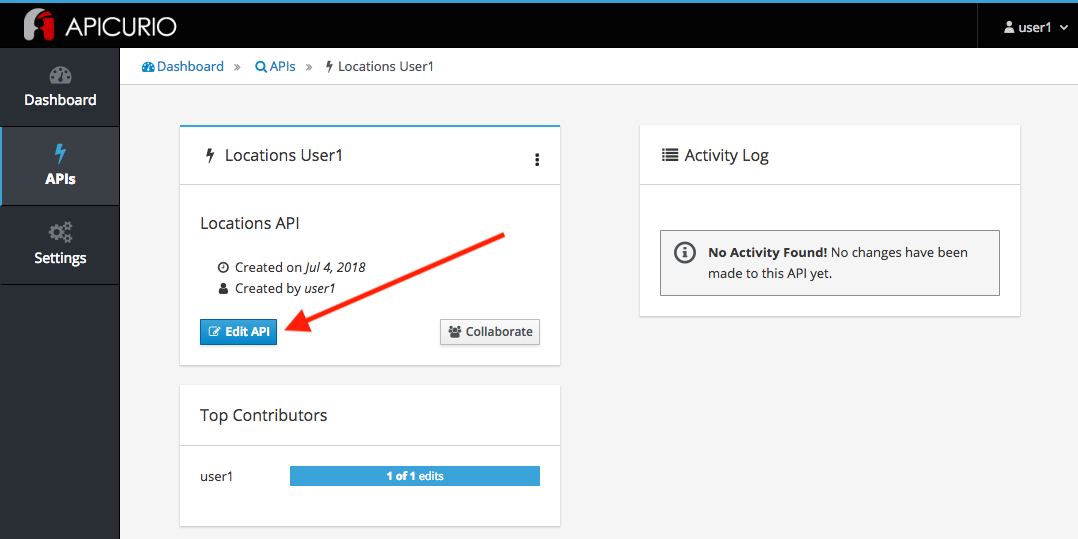 APICURIO
user1
Dashboard » APIs » Locations User1
Dashboard
APIs
Settings
Locations User1
Locations API
Created on Jul 4, 2018
Created by user1
Edit API
Collaborate
Top Contributors
user1
1 of 1 edits
Activity Log
No Activity Found! No changes have been
made to this API yet.